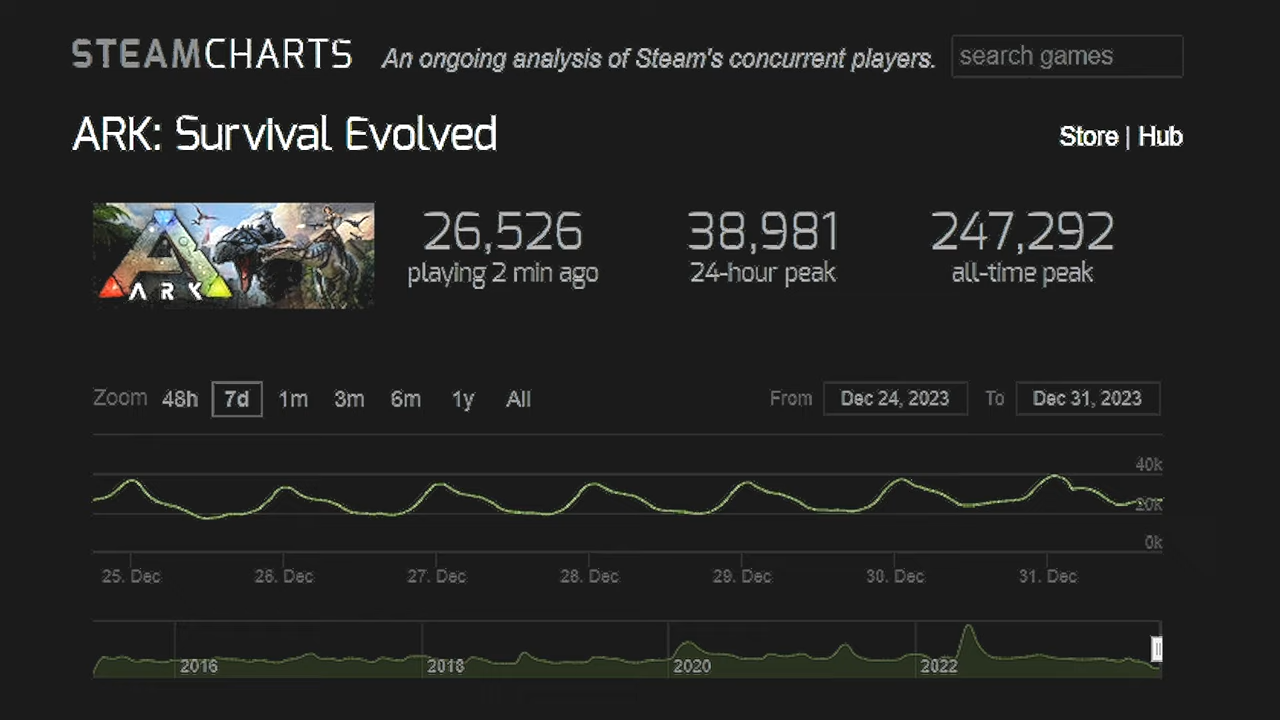 STEAMCHARTS An ongoing analysis of Steam's concurrent players. search games
ARK: Survival Evolved Store | Hub
ARK
26,526 38,981 247,292
playing 2 min ago 24-hour peak all-time peak
Zoom 48h 7d 1m 3m 6m 1y All From Dec 24, 2023 To Dec 31, 2023
40k
20k
0k
25. Dec 26. Dec 27. Dec 28. Dec 29. Dec 30. Dec 31. Dec
2016 2018 2020 2022